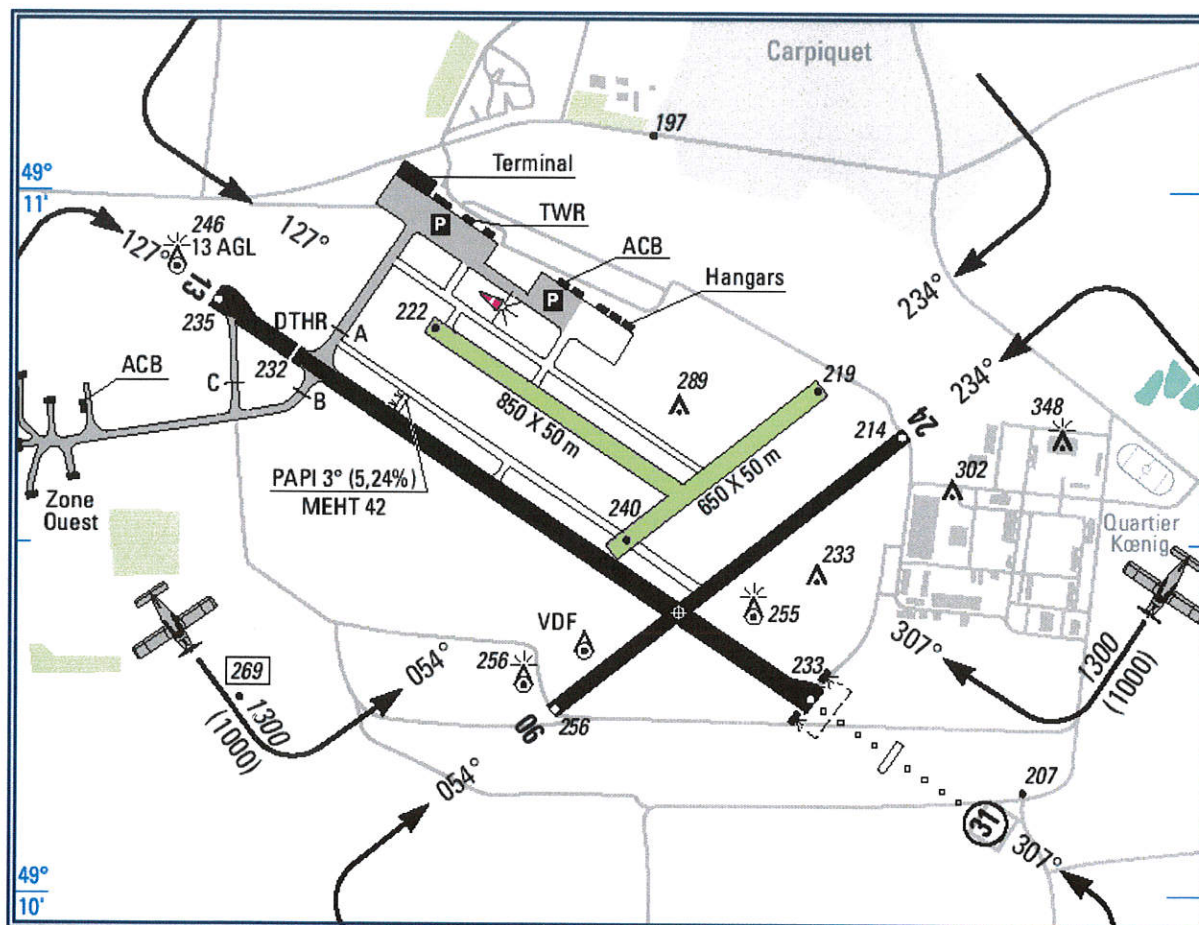 Carpiquet
197
49°
11'
Terminal
246
13 AGL
127°
127°
TWR
ACB
Hangars
13
235
DTHR
A
222
P
P
234°
234°
ACB
C
232
B
289
219
348
850 X 50 m
24
214
650 X 50 m
302
PAPI 3° (5,24%)
MEHT 42
Zone
Ouest
240
Quartier
Kœnig
233
255
VDF
256
307°
1300
(1000)
269
1300
(1000)
054°
233
06
256
054°
207
31
307°
49°
10'